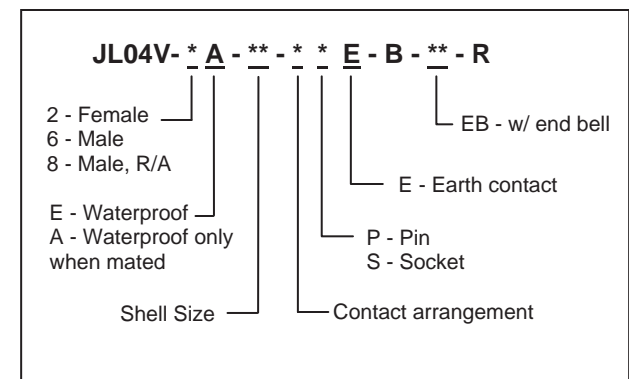 JL04V- * A - ** - * * E - B - ** - R
2 - Female
6 - Male
8 - Male, R/A
EB - w/ end bell
E - Earth contact
E - Waterproof
A - Waterproof only
when mated
P - Pin
S - Socket
Shell Size
Contact arrangement